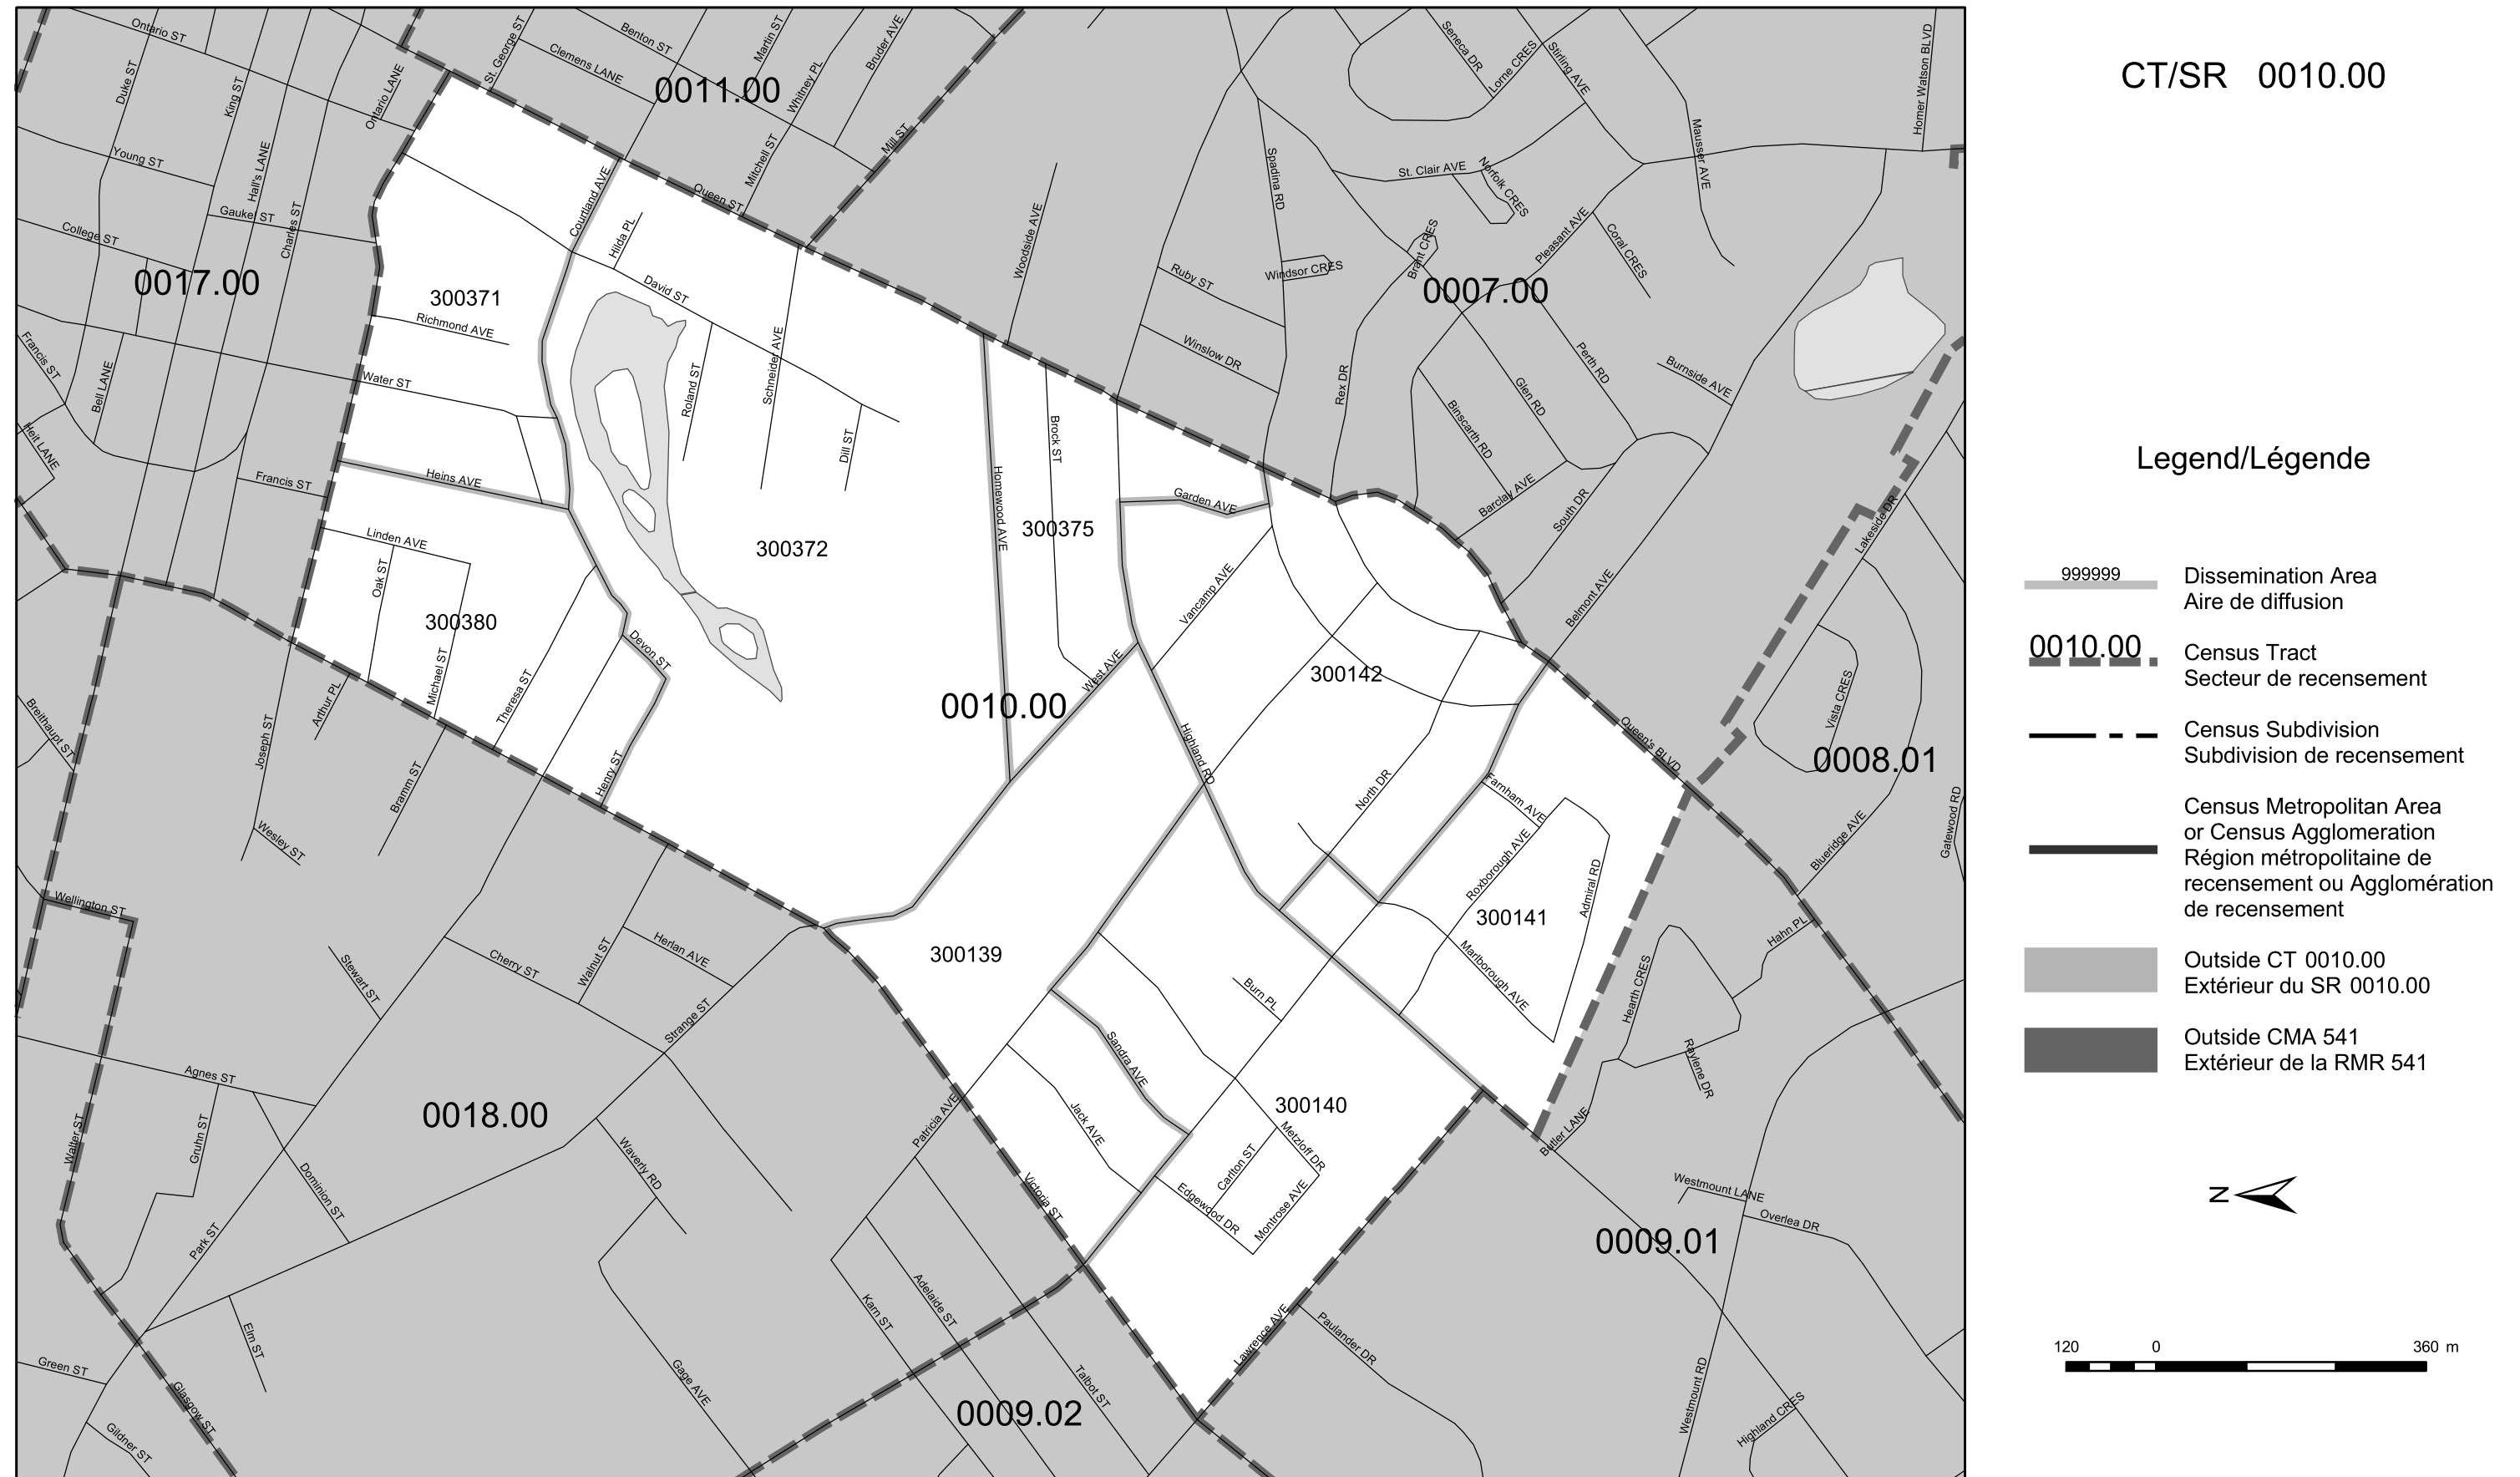 CT/SR 0010.00
Legend/Légende
999999
Dissemination Area
Aire de diffusion
0010.00
Census Tract
Secteur de recensement
Census Subdivision
Subdivision de recensement
Census Metropolitan Area
or Census Agglomeration
Région métropolitaine de
recensement ou Agglomération
de recensement
Outside CT 0010.00
Extérieur du SR 0010.00
Outside CMA 541
Extérieur de la RMR 541
N
120 0 360 m
0011.00
0017.00
0007.00
0010.00
0008.01
0018.00
0009.01
0009.02
300371
300372
300375
300380
300142
300141
300139
300140
Ontario ST
Duke ST
King ST
Hall's LANE
Ontario LANE
St. George ST
Clemens LANE
Benton ST
Martin ST
Whitney PL
Bruder AVE
Mitchell ST
Mill ST
Queen ST
Courtland AVE
Young ST
Gaukel ST
College ST
Charles ST
Francis ST
Bell LANE
Heit LANE
Francis ST
Richmond AVE
Water ST
Heins AVE
Linden AVE
Oak ST
Michael ST
Theresa ST
Devon ST
Henry ST
Hilda PL
David ST
Roland ST
Schneider AVE
Dill ST
Homewood AVE
Brock ST
West AVE
Woodside AVE
Ruby ST
Winslow DR
Spadina RD
Windsor CRES
Garden AVE
Vancamp AVE
Highland RD
Seneca DR
Lorne CRES
Stirling AVE
Mausser AVE
Homer Watson BLVD
St. Clair AVE
Norfolk CRES
Brant CRES
Pleasant AVE
Coral CRES
Rex DR
Glen RD
Perth RD
Binscarth RD
Barclay AVE
South DR
Burnside AVE
Belmont AVE
Lakeside DR
Vista CRES
Queen's BLVD
Blueridge AVE
Gatewood RD
North DR
Farnham AVE
Roxborough AVE
Admiral RD
Marlborough AVE
Hahn PL
Hearth CRES
Raylene DR
Butler LANE
Westmount LANE
Overlea DR
Westmount RD
Highland CRES
Breithaupt ST
Joseph ST
Arthur PL
Bramm ST
Wesley ST
Wellington ST
Stewart ST
Cherry ST
Walnut ST
Herlan AVE
Strange ST
Agnes ST
Gruhn ST
Walter ST
Dominion ST
Park ST
Waverly RD
Elm ST
Green ST
Glasgow ST
Gildner ST
Gage AVE
Patricia AVE
Victoria ST
Jack AVE
Sandra AVE
Burn PL
Metzloff DR
Carlton ST
Edgewood DR
Montrose AVE
Lawrence AVE
Paulander DR
Karn ST
Adelaide ST
Talbot ST